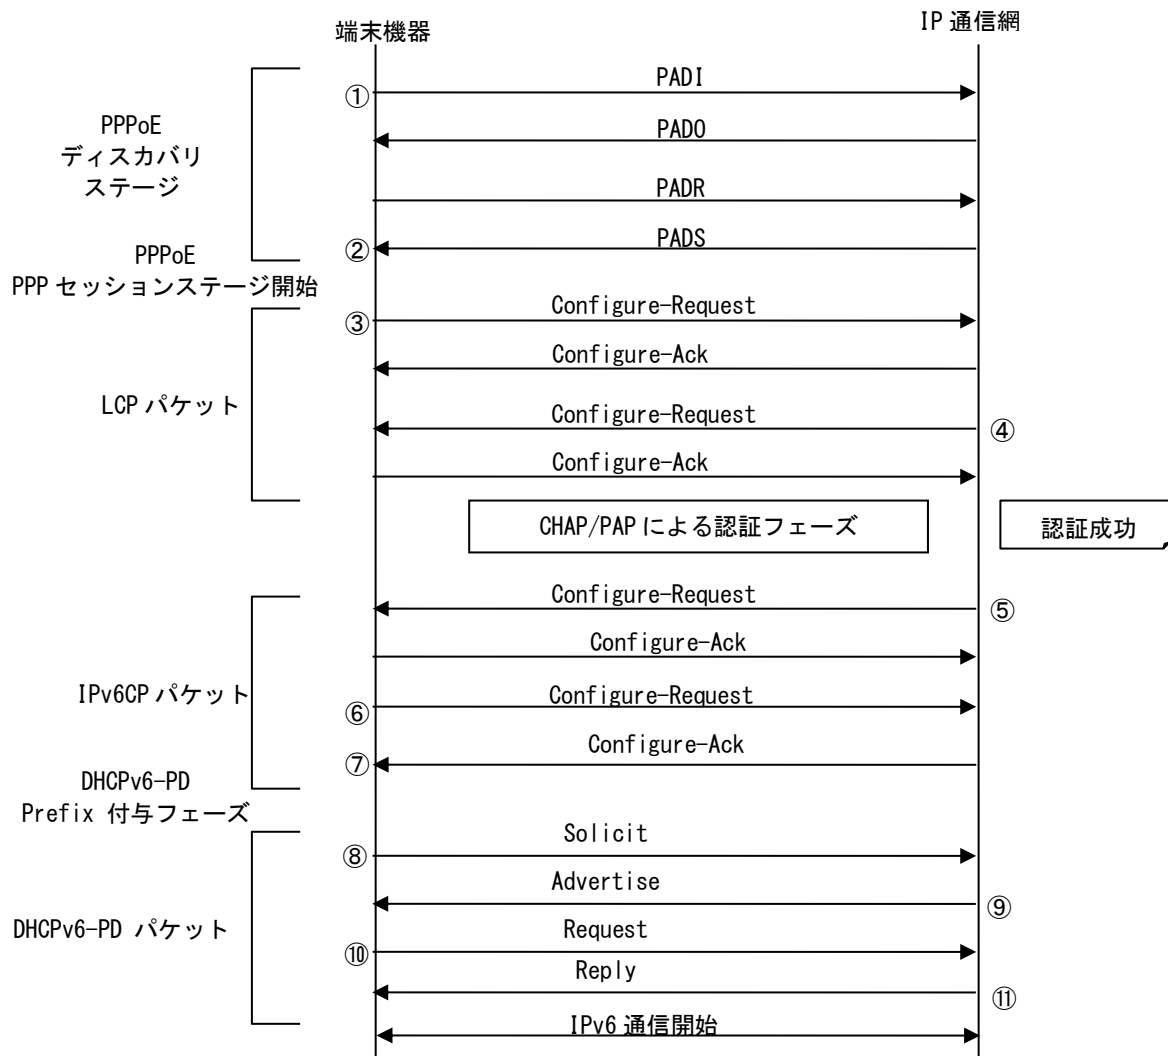 端末機器
IP 通信網
① PADI
PPPoE
ディスカバリ
ステージ
PADO
PADR
② PADS
PPPoE
PPP セッションステージ開始
③ Configure-Request
Configure-Ack
LCP パケット
Configure-Request ④
Configure-Ack
CHAP/PAP による認証フェーズ
認証成功
Configure-Request ⑤
Configure-Ack
IPv6CP パケット
⑥ Configure-Request
⑦ Configure-Ack
DHCPv6-PD
Prefix 付与フェーズ
⑧ Solicit
Advertise ⑨
DHCPv6-PD パケット
⑩ Request
Reply ⑪
IPv6 通信開始